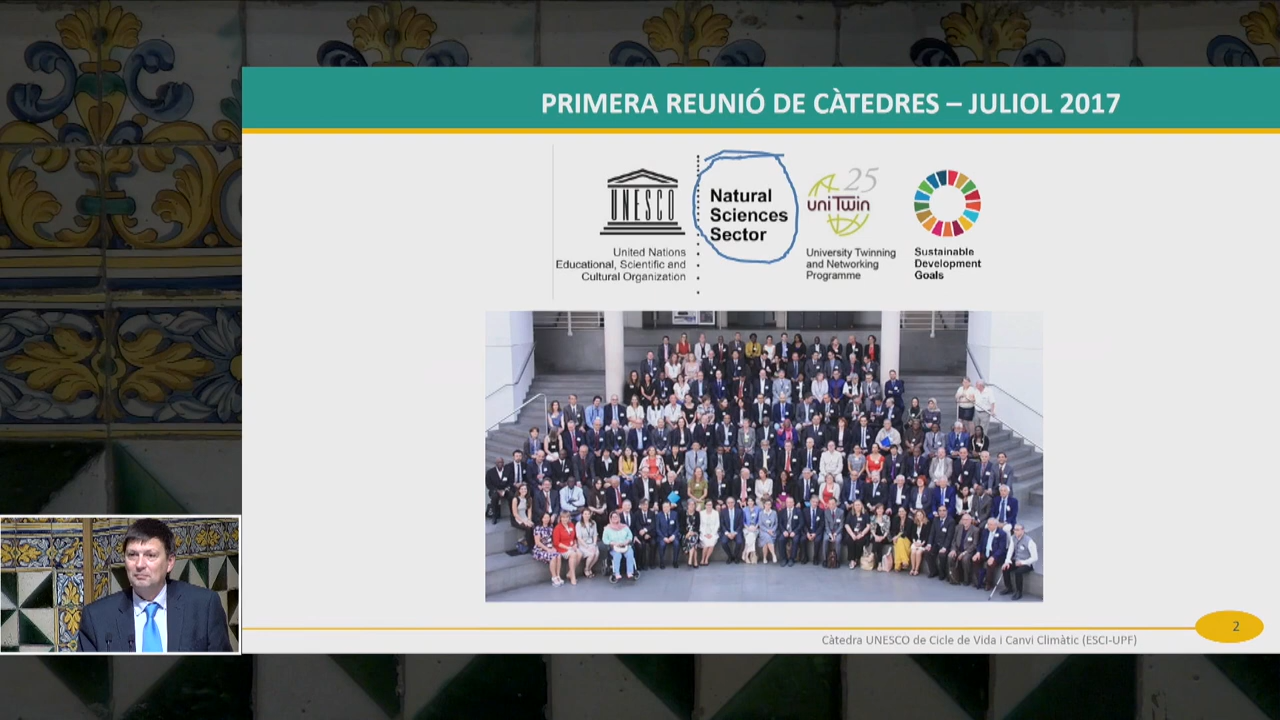 PRIMERA REUNIÓ DE CÀTEDRES – JULIOL 2017
UNESCO
United Nations
Educational, Scientific and
Cultural Organization
Natural
Sciences
Sector
25
uniTwin
University Twinning
and Networking
Programme
Sustainable
Development
Goals
Càtedra UNESCO de Cicle de Vida i Canvi Climàtic (ESCI-UPF)
2